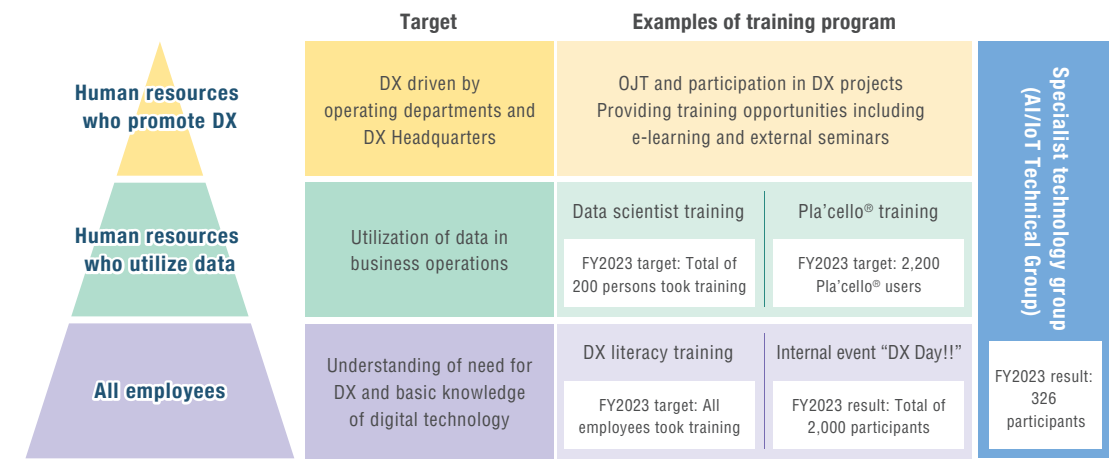 Target
Examples of training program
Human resources
who promote DX
DX driven by
operating departments and
DX Headquarters
OJT and participation in DX projects
Providing training opportunities including
e-learning and external seminars
Human resources
who utilize data
Utilization of data in
business operations
Data scientist training
FY2023 target: Total of
200 persons took training
Pla’cello® training
FY2023 target: 2,200
Pla’cello® users
All employees
Understanding of need for
DX and basic knowledge
of digital technology
DX literacy training
FY2023 target: All
employees took training
Internal event “DX Day!!”
FY2023 result: Total of
2,000 participants
Specialist technology group
(AI/IoT Technical Group)
FY2023 result:
326
participants